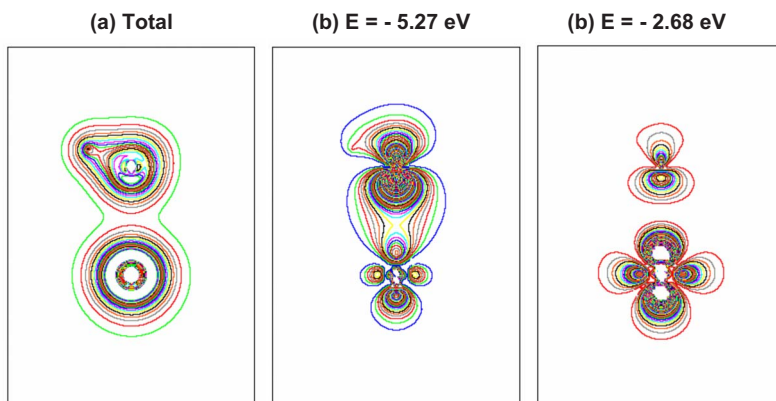 (a) Total
(b) E = - 5.27 eV
(b) E = - 2.68 eV